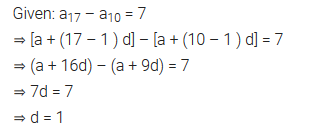 Given: a₁₇ − a₁₀ = 7
⇒ [a + (17 − 1 ) d] − [a + (10 − 1 ) d] = 7
⇒ (a + 16d) − (a + 9d) = 7
⇒ 7d = 7
⇒ d = 1